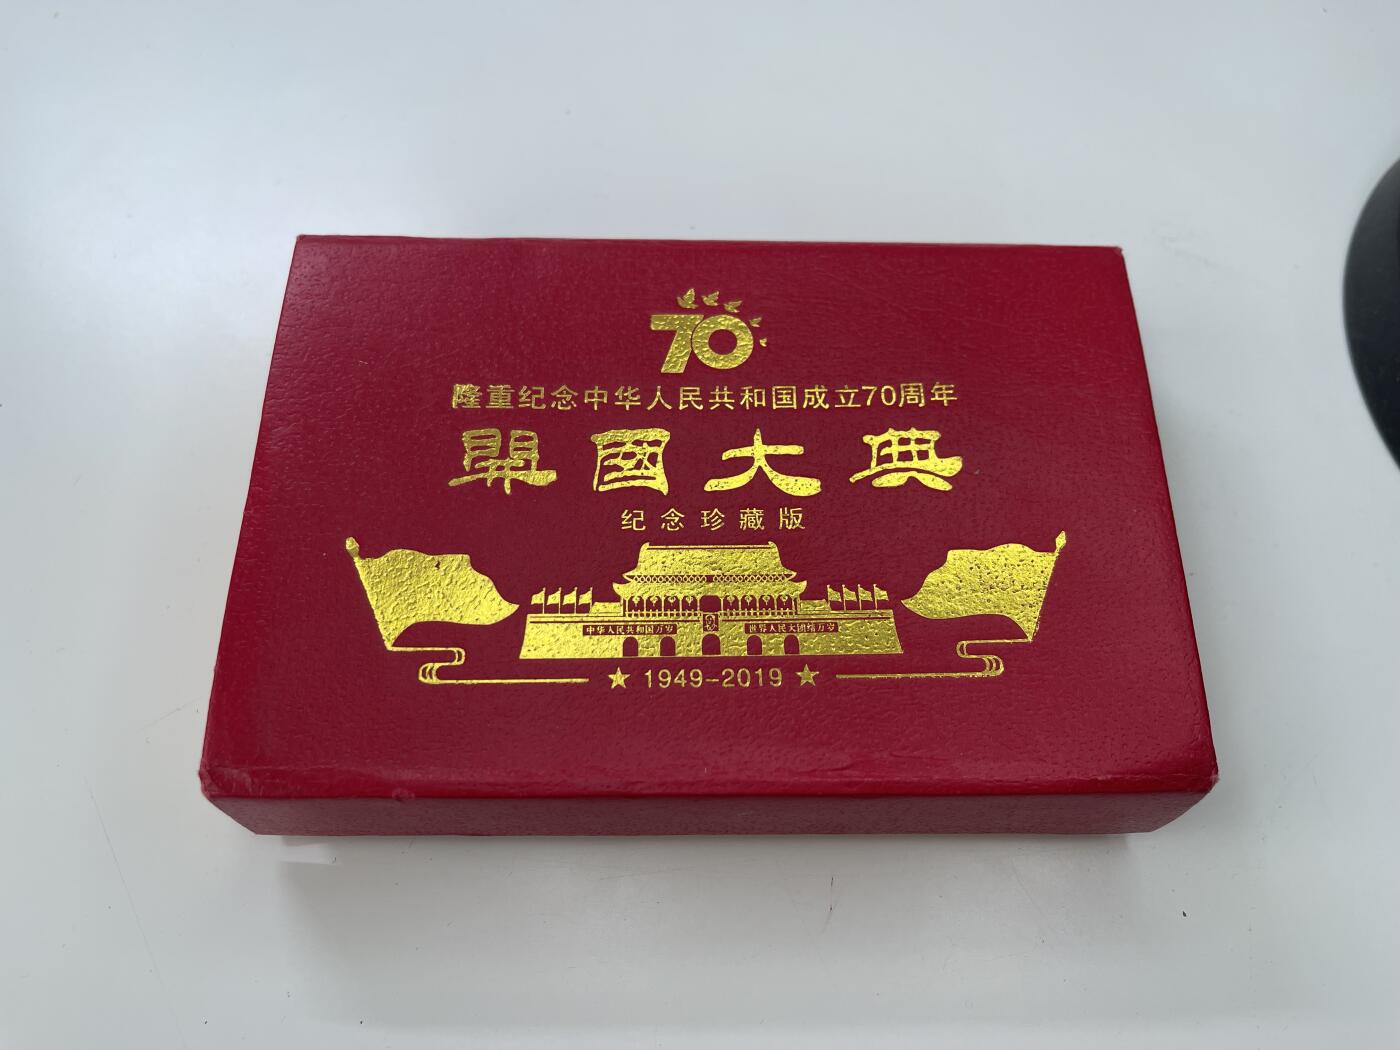 70
隆重纪念中华人民共和国成立70周年
開國大典
纪念珍藏版
中华人民共和国万岁 世界人民大团结万岁
★ 1949-2019 ★